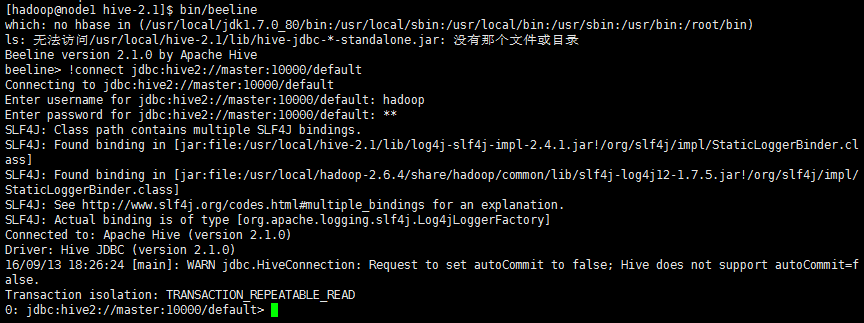 [hadoop@node1 hive-2.1]$ bin/beeline
which: no hbase in (/usr/local/jdk1.7.0_80/bin:/usr/local/sbin:/usr/local/bin:/usr/sbin:/usr/bin:/root/bin)
ls: 无法访问/usr/local/hive-2.1/lib/hive-jdbc-*-standalone.jar: 没有那个文件或目录
Beeline version 2.1.0 by Apache Hive
beeline> !connect jdbc:hive2://master:10000/default
Connecting to jdbc:hive2://master:10000/default
Enter username for jdbc:hive2://master:10000/default: hadoop
Enter password for jdbc:hive2://master:10000/default: **
SLF4J: Class path contains multiple SLF4J bindings.
SLF4J: Found binding in [jar:file:/usr/local/hive-2.1/lib/log4j-slf4j-impl-2.4.1.jar!/org/slf4j/impl/StaticLoggerBinder.cl
ass]
SLF4J: Found binding in [jar:file:/usr/local/hadoop-2.6.4/share/hadoop/common/lib/slf4j-log4j12-1.7.5.jar!/org/slf4j/impl/
StaticLoggerBinder.class]
SLF4J: See http://www.slf4j.org/codes.html#multiple_bindings for an explanation.
SLF4J: Actual binding is of type [org.apache.logging.slf4j.Log4jLoggerFactory]
Connected to: Apache Hive (version 2.1.0)
Driver: Hive JDBC (version 2.1.0)
16/09/13 18:26:24 [main]: WARN jdbc.HiveConnection: Request to set autoCommit to false; Hive does not support autoCommit=f
alse.
Transaction isolation: TRANSACTION_REPEATABLE_READ
0: jdbc:hive2://master:10000/default>